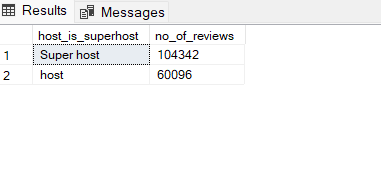 Results Messages
host_is_superhost no_of_reviews
1 Super host 104342
2 host 60096